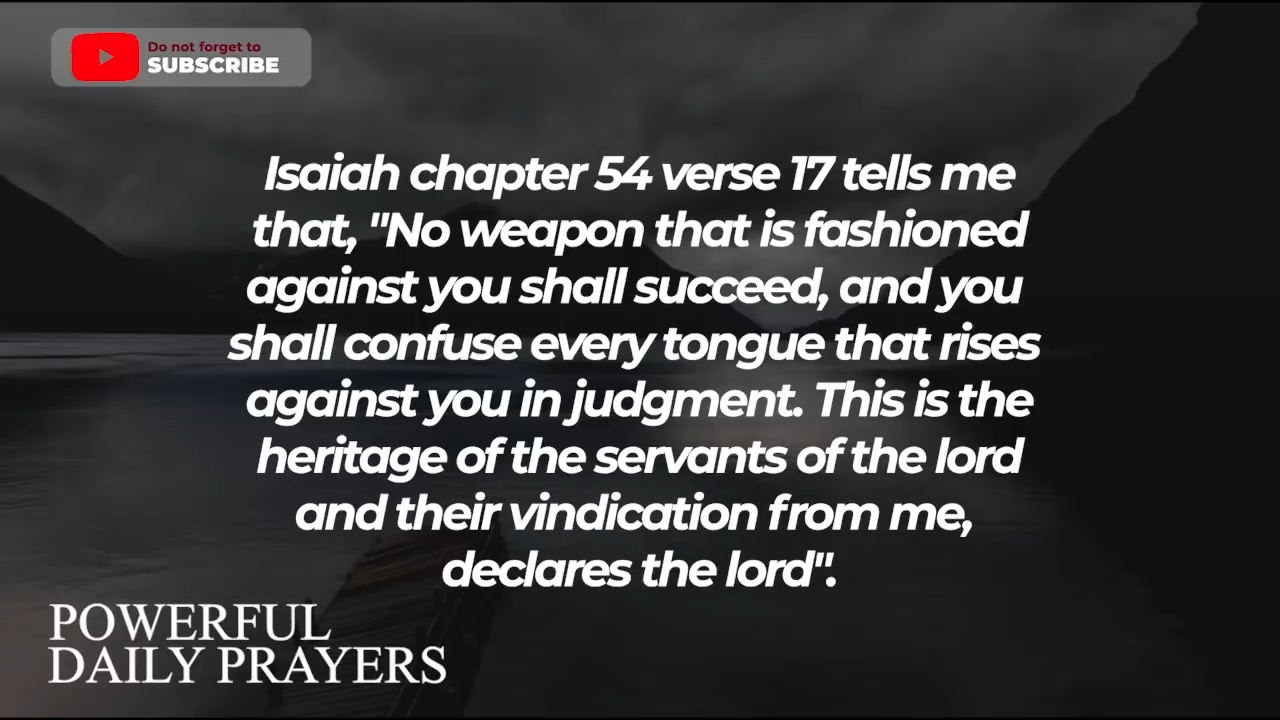 Do not forget to
SUBSCRIBE
Isaiah chapter 54 verse 17 tells me
that, "No weapon that is fashioned
against you shall succeed, and you
shall confuse every tongue that rises
against you in judgment. This is the
heritage of the servants of the lord
and their vindication from me,
declares the lord".
POWERFUL
DAILY PRAYERS